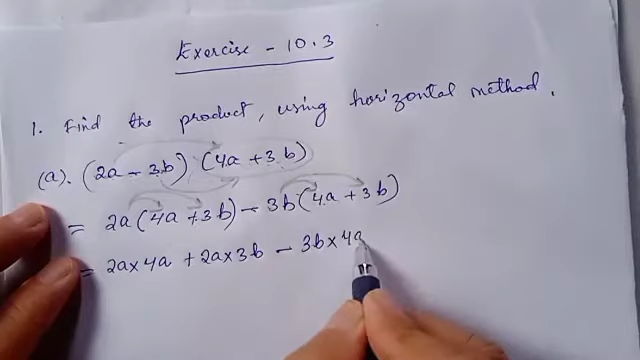 Exercise - 10.3
1. Find the product, using horizontal method.
(a). (2a - 3b) (4a + 3b)
= 2a (4a + 3b) - 3b (4a + 3b)
= 2a x 4a + 2a x 3b - 3b x 4a